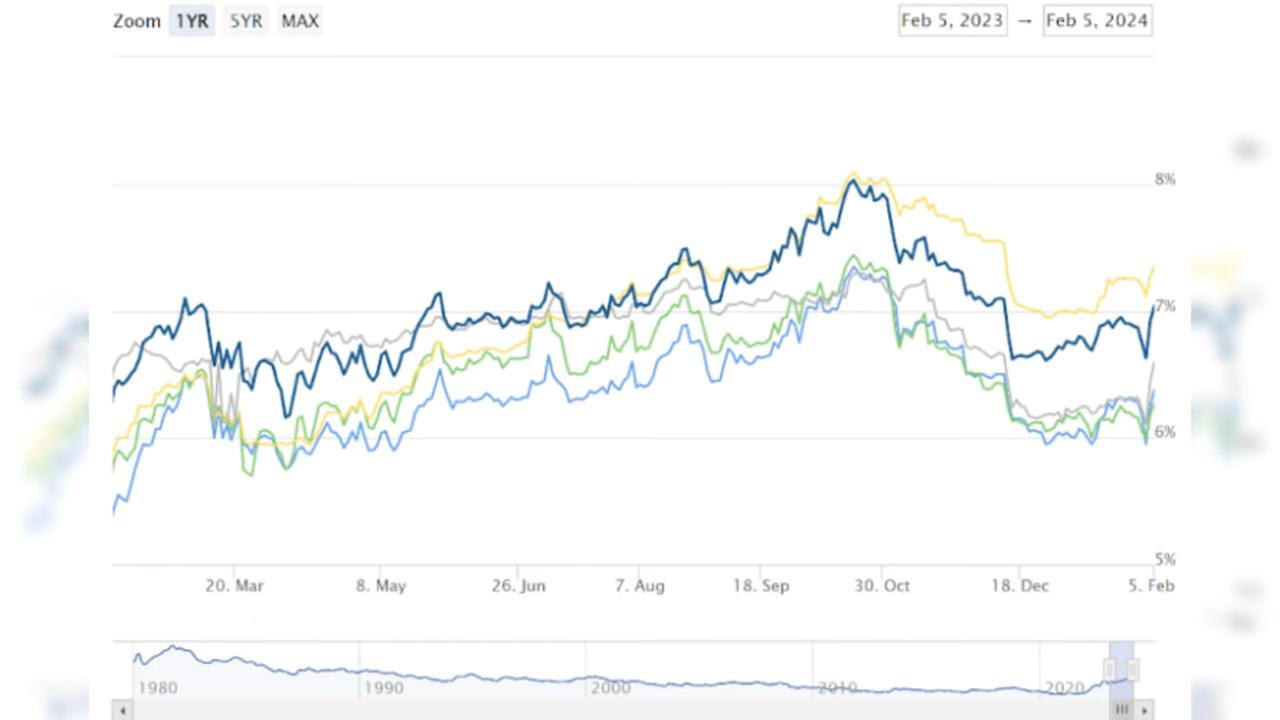 Zoom 1YR 5YR MAX Feb 5, 2023 → Feb 5, 2024
8%
7%
6%
5%
20. Mar 8. May 26. Jun 7. Aug 18. Sep 30. Oct 18. Dec 5. Feb
1980 1990 2000 2010 2020